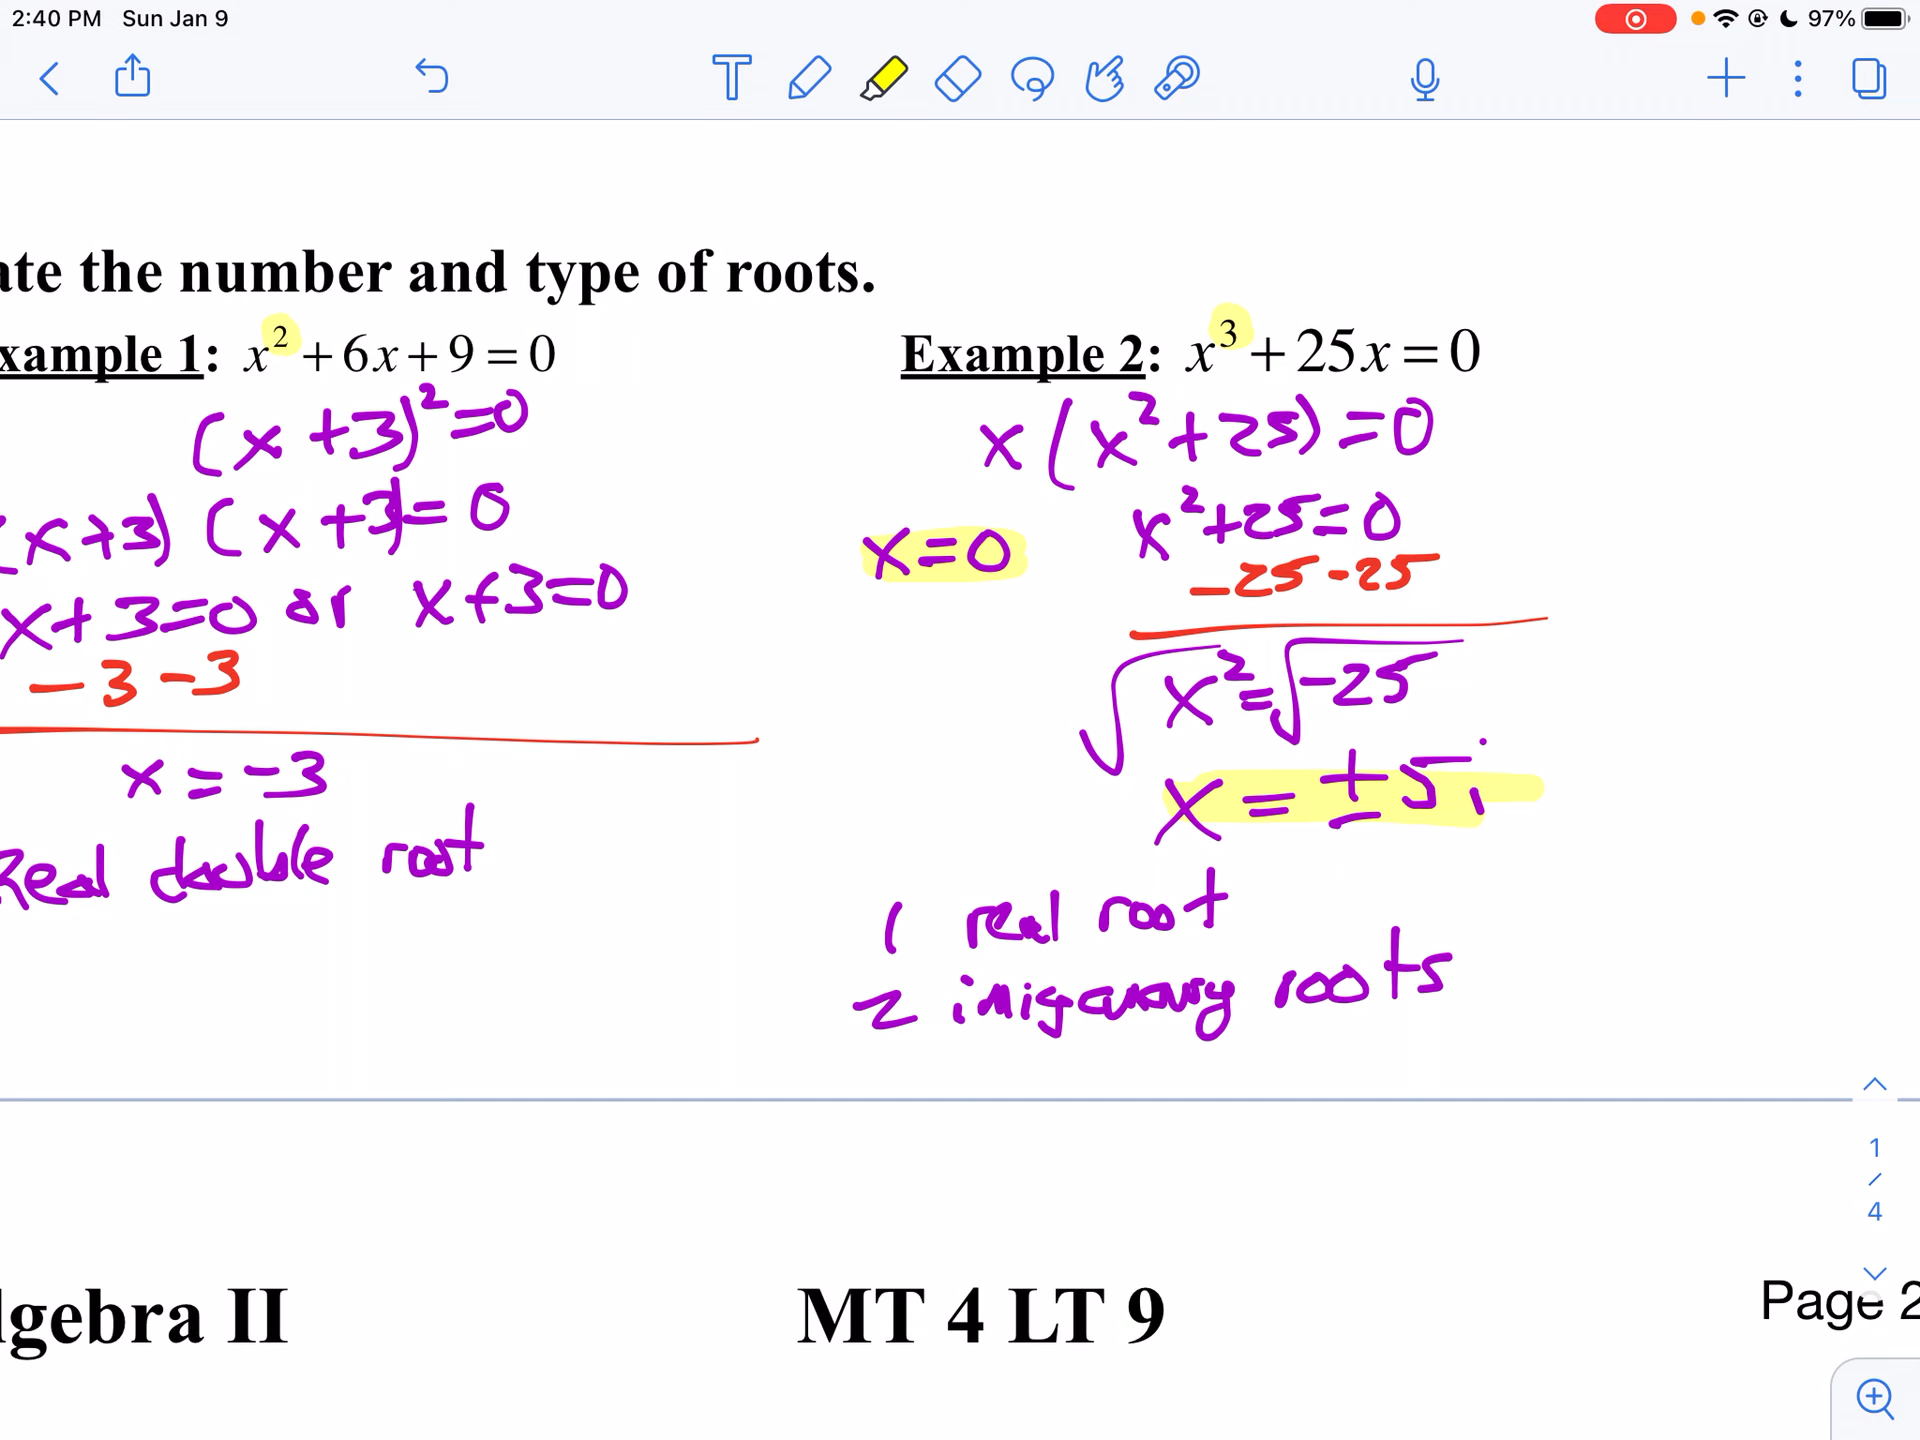 2:40 PM Sun Jan 9 97%
ate the number and type of roots.
xample 1: x² + 6x + 9 = 0
(x + 3)² = 0
(x+3) (x+3) = 0
x+3=0 or x+3=0
-3 -3
x = -3
Real double root
Example 2: x³ + 25x = 0
x(x²+25) = 0
x=0 x²+25=0
-25 -25
√x² = √-25
x = ±5i
1 real root
2 imigenary roots
lgebra II MT 4 LT 9 Page 2
1
/
4